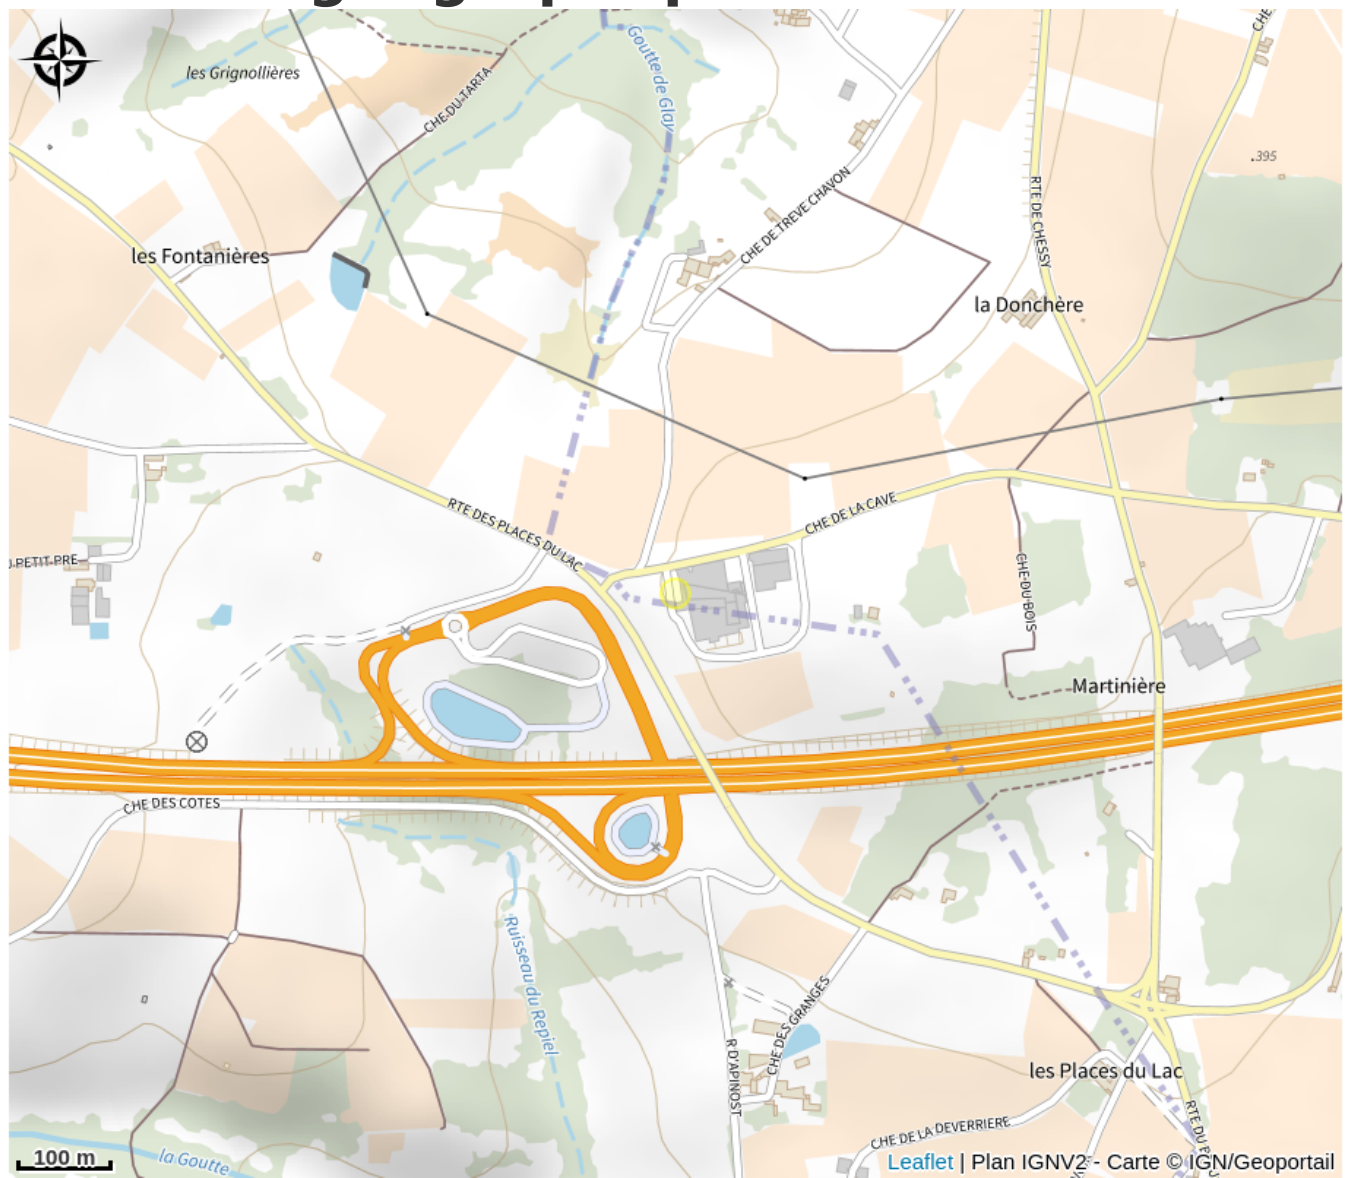 Goutte de Glay
CHE
les Grignollières
CHE DU TARTA
.395
RTE DE CHESSY
CHE DE TREVE CHAVON
les Fontanières
la Donchère
RTE DES PLACES DU LAC
CHE DE LA CAVE
U PETIT PRE
CHE DU BOIS
Martinière
CHE DES COTES
Ruisseau du Repiel
CHE DES GRANGES
R D'APINOST
les Places du Lac
RTE DU
CHE DE LA DEVERRIERE
la Goutte
100 m
Leaflet | Plan IGNV2 - Carte © IGN/Geoportail